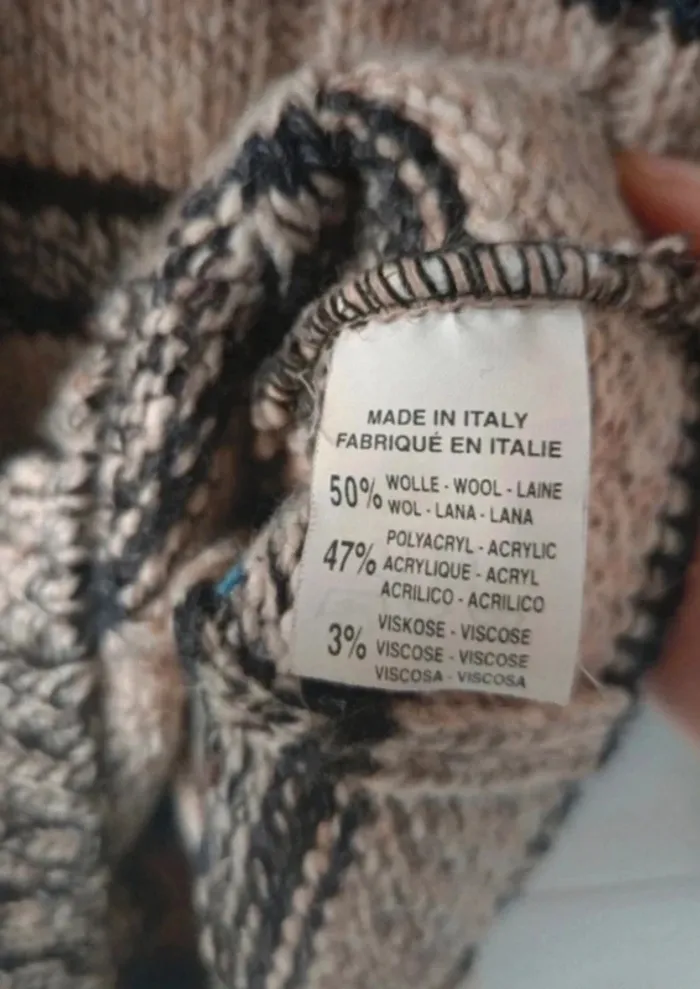 MADE IN ITALY
FABRIQUÉ EN ITALIE
50% WOLLE - WOOL - LAINE
WOL - LANA - LANA
47% POLYACRYL - ACRYLIC
ACRYLIQUE - ACRYL
ACRILICO - ACRILICO
3% VISKOSE - VISCOSE
VISCOSE - VISCOSE
VISCOSA - VISCOSA